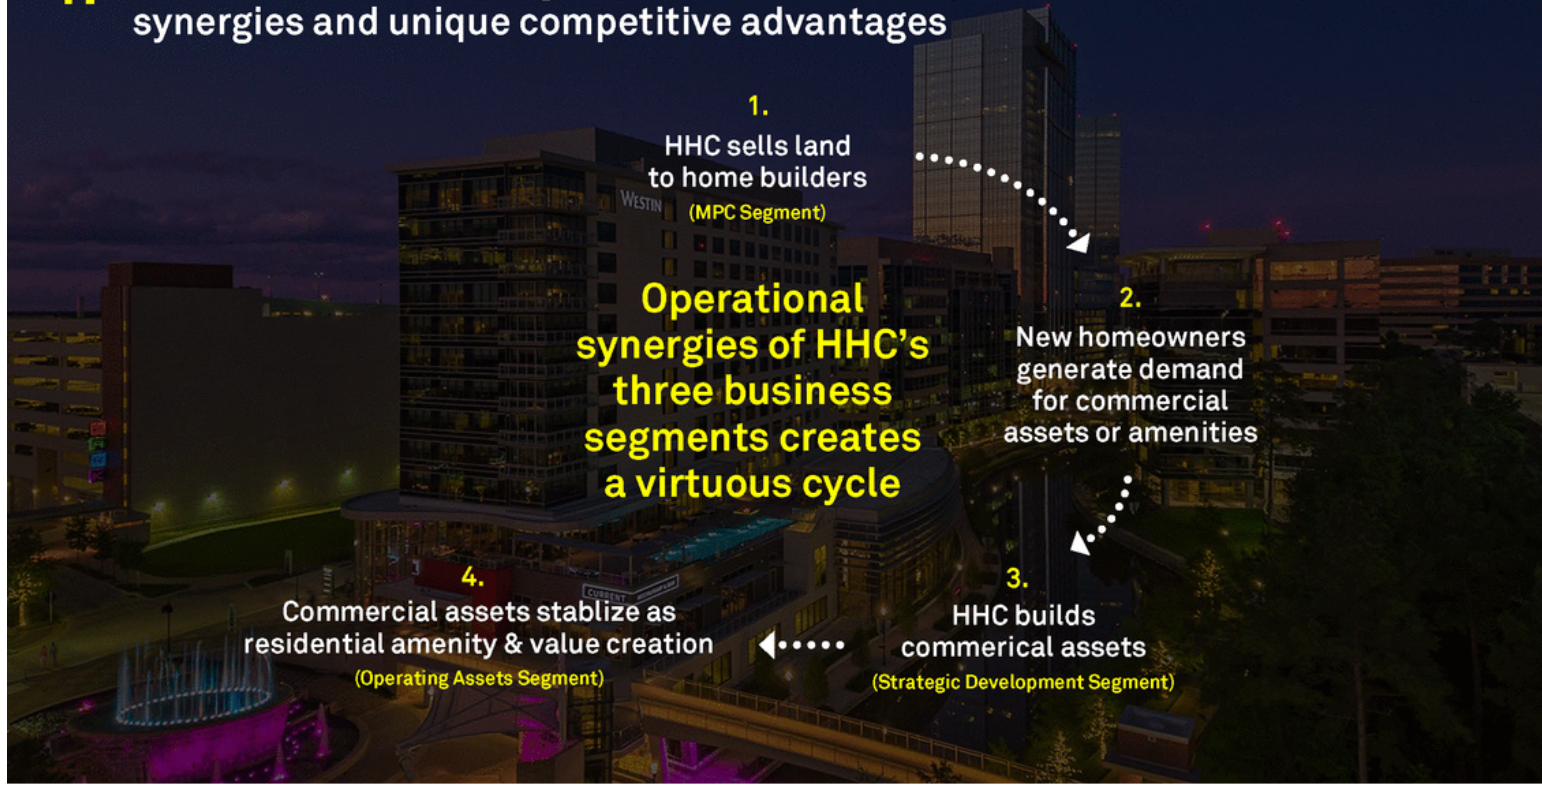 synergies and unique competitive advantages
1.
HHC sells land
to home builders
(MPC Segment)
WESTIN
Operational
synergies of HHC's
three business
segments creates
a virtuous cycle
2.
New homeowners
generate demand
for commercial
assets or amenities
3.
HHC builds
commerical assets
(Strategic Development Segment)
4.
Commercial assets stablize as
residential amenity & value creation
(Operating Assets Segment)
CURRENT